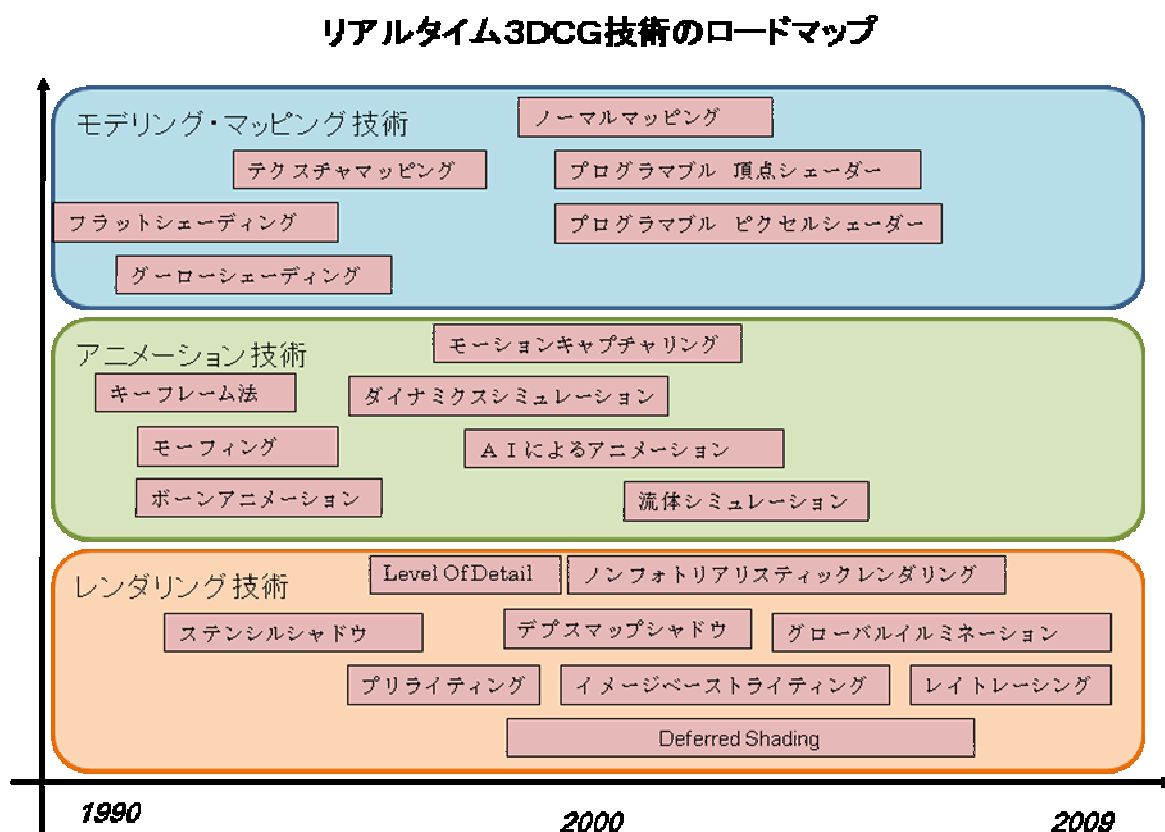 リアルタイム3DCG技術のロードマップ
モデリング・マッピング技術
ノーマルマッピング
テクスチャマッピング
プログラマブル 頂点シェーダー
フラットシェーディング
プログラマブル ピクセルシェーダー
グーローシェーディング
アニメーション技術
モーションキャプチャリング
キーフレーム法
ダイナミクスシミュレーション
モーフィング
AIによるアニメーション
ボーンアニメーション
流体シミュレーション
レンダリング技術
Level Of Detail
ノンフォトリアリスティックレンダリング
ステンシルシャドウ
デプスマップシャドウ
グローバルイルミネーション
プリライティング
イメージベーストライティング
レイトレーシング
Deferred Shading
1990
2000
2009